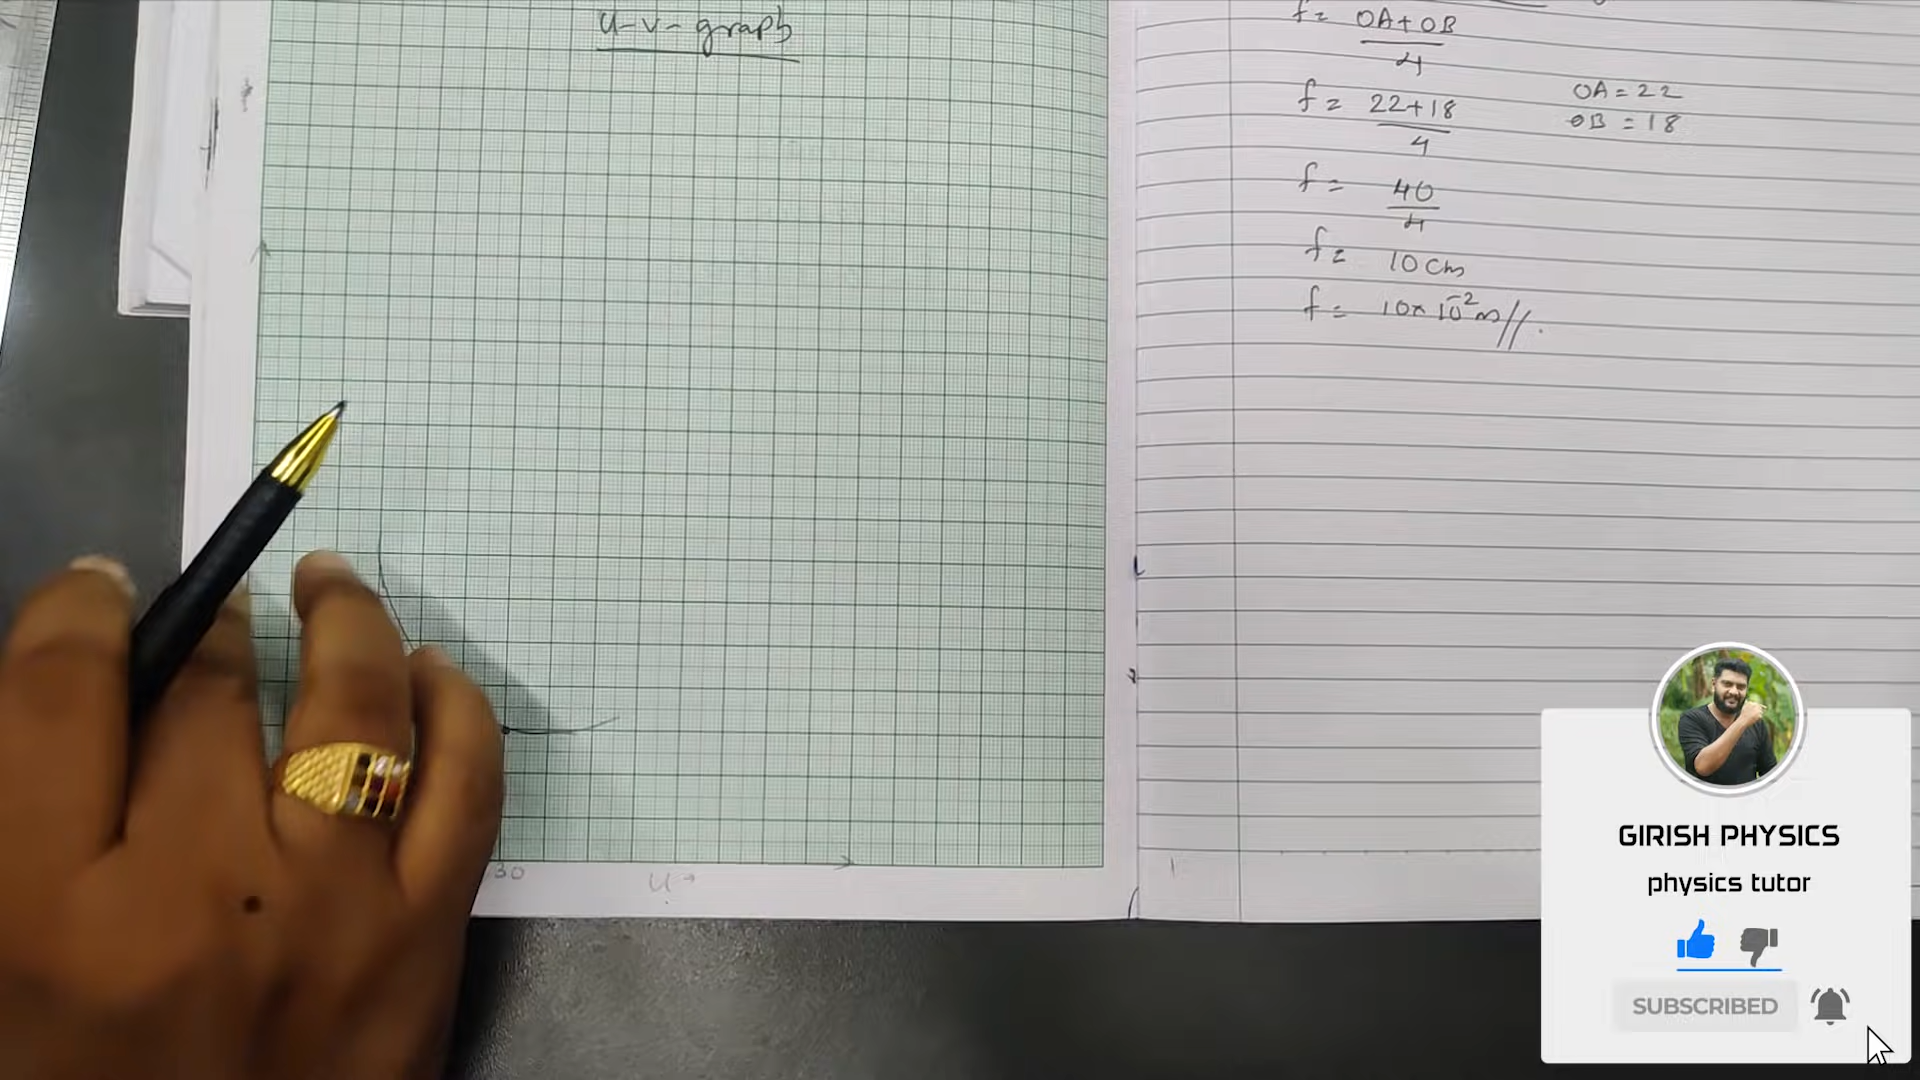 u-v-graph
30
u→
f = OA+OB
4
f = 22+18
4
OA = 22
OB = 18
f = 40
4
f = 10 cm
f = 10×10⁻² m//.
GIRISH PHYSICS
physics tutor
SUBSCRIBED